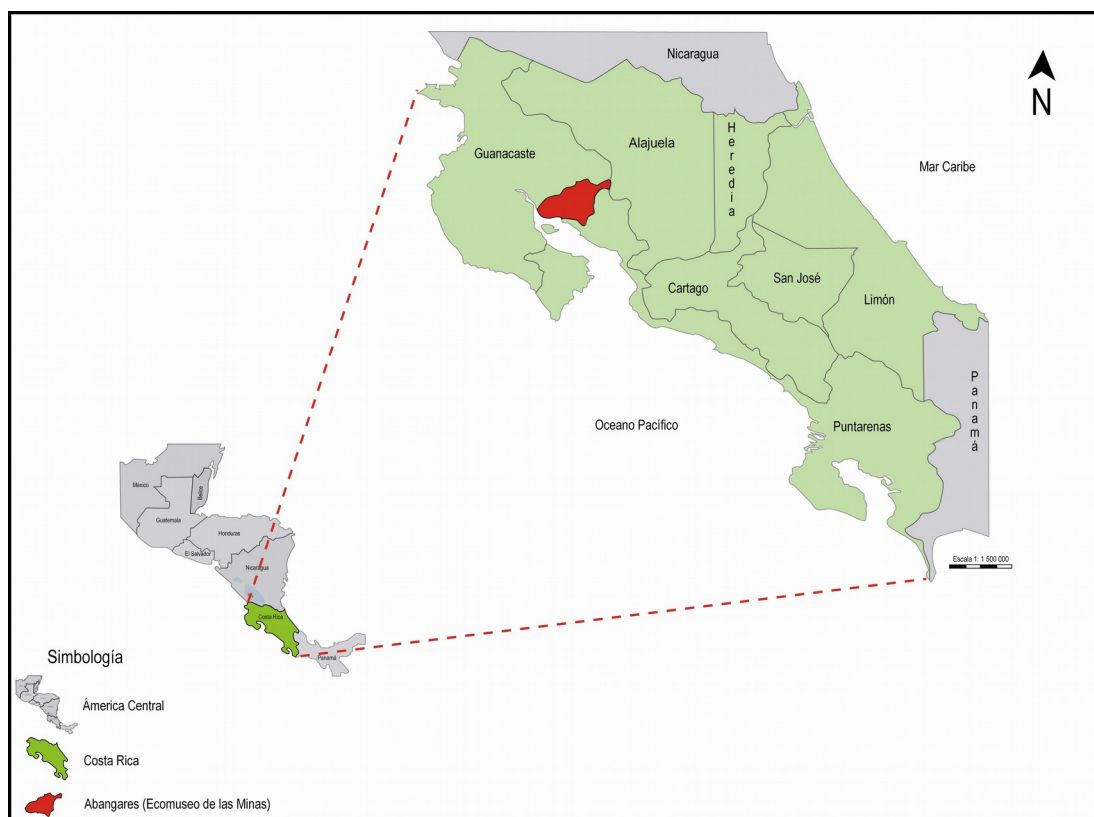 Nicaragua
N
Guanacaste
Alajuela
Heredia
Mar Caribe
Cartago
San José
Limón
Panamá
Oceano Pacífico
Puntarenas
Escala 1: 1 500 000
México
Belice
Guatemala
Honduras
El Salvador
Nicaragua
Costa Rica
Panamá
Simbología
Ámerica Central
Costa Rica
Abangares (Ecomuseo de las Minas)